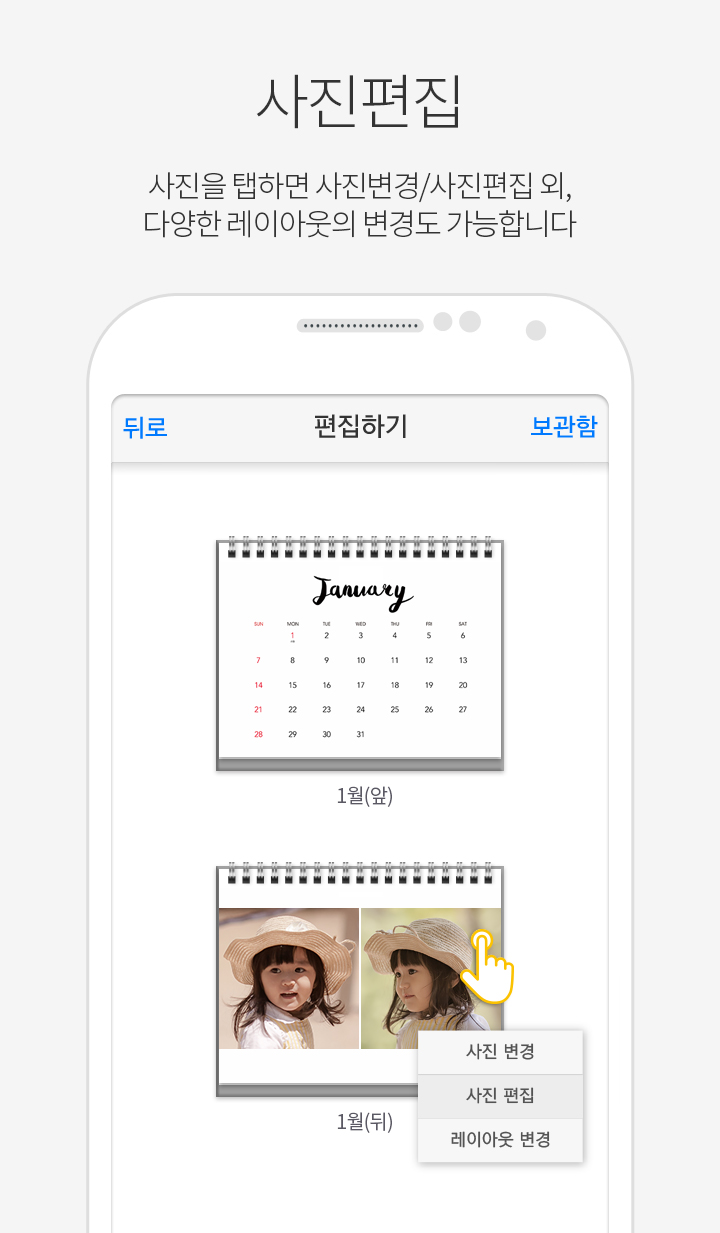 사진편집
사진을 탭하면 사진변경/사진편집 외,
다양한 레이아웃의 변경도 가능합니다
뒤로 편집하기 보관함
January
SUN MON TUE WED THU FRI SAT
1 2 3 4 5 6
7 8 9 10 11 12 13
14 15 16 17 18 19 20
21 22 23 24 25 26 27
28 29 30 31
1월(앞)
사진 변경
사진 편집
1월(뒤)
레이아웃 변경